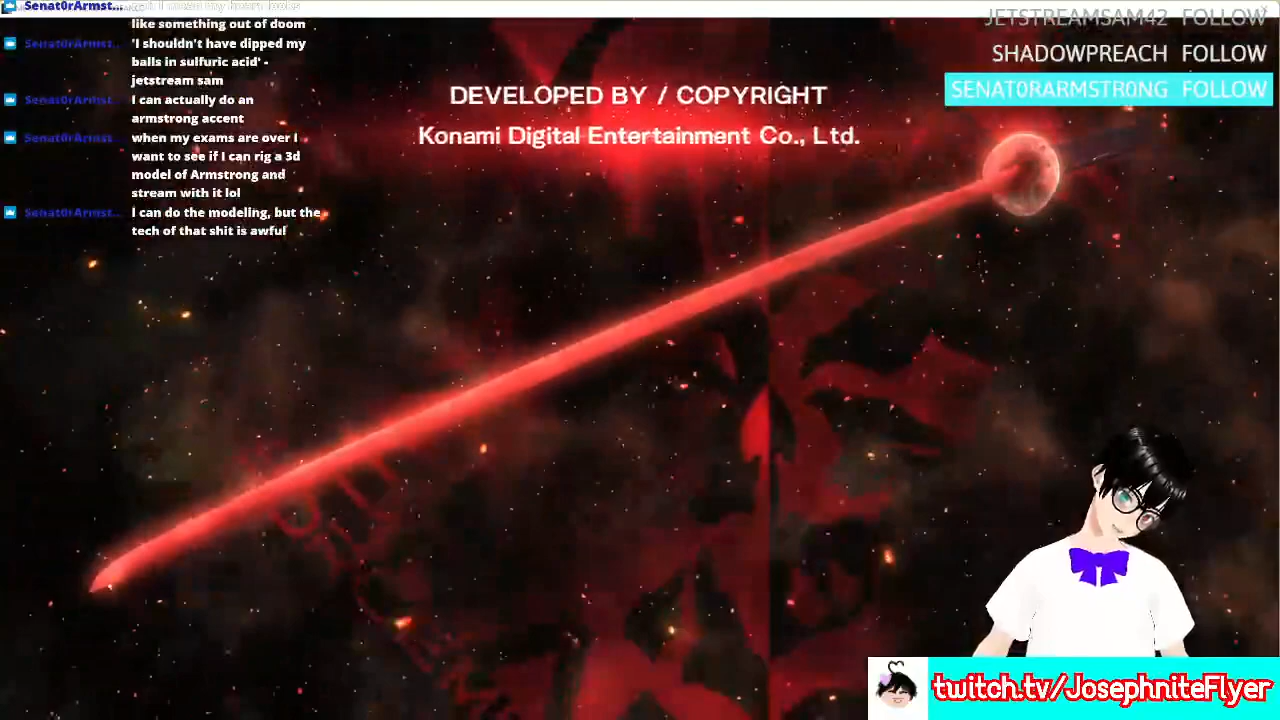 Senat0rArmst...
like something out of doom
Senat0rArmst... 'I shouldn't have dipped my
balls in sulfuric acid' -
jetstream sam
Senat0rArmst... I can actually do an
armstrong accent
Senat0rArmst... when my exams are over I
want to see if I can rig a 3d
model of Armstrong and
stream with it lol
Senat0rArmst... I can do the modeling, but the
tech of that shit is awful
DEVELOPED BY / COPYRIGHT
Konami Digital Entertainment Co., Ltd.
JETSTREAMSAM42 FOLLOW
SHADOWPREACH FOLLOW
SENAT0RARMSTR0NG FOLLOW
twitch.tv/JosephniteFlyer